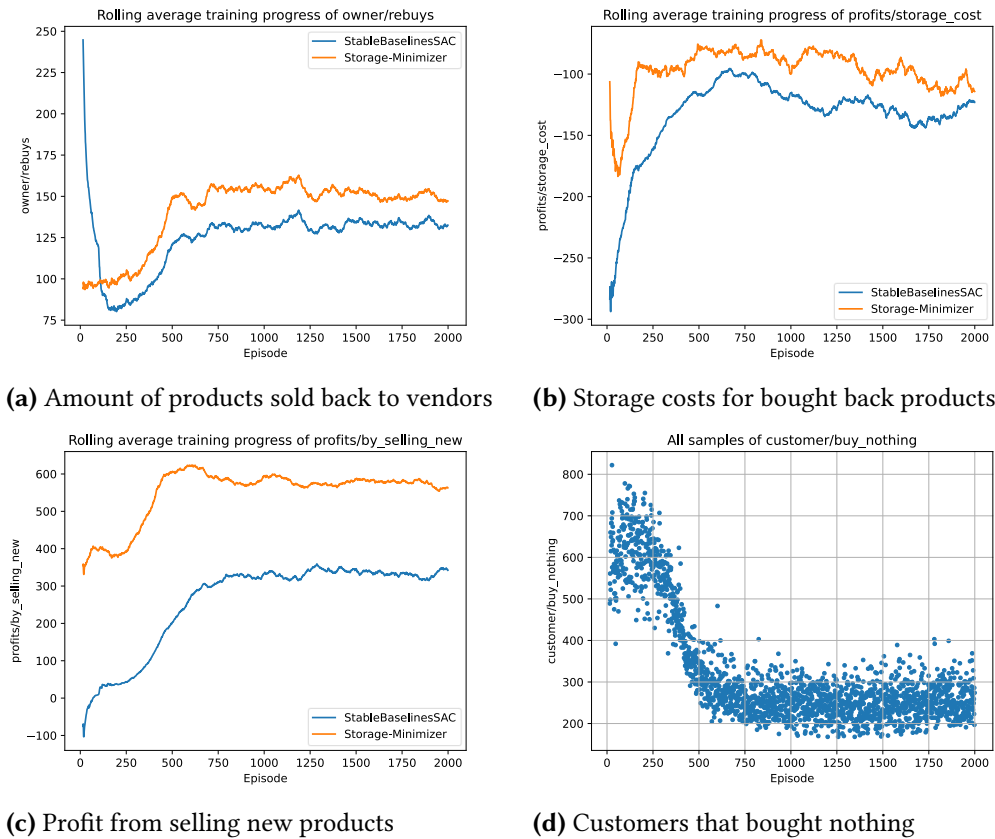 Rolling average training progress of owner/rebuys
250
225
200
175
150
125
100
75
owner/rebuys
StableBaselinesSAC
Storage-Minimizer
0 250 500 750 1000 1250 1500 1750 2000
Episode
(a) Amount of products sold back to vendors
Rolling average training progress of profits/storage_cost
−100
−150
−200
−250
−300
profits/storage_cost
StableBaselinesSAC
Storage-Minimizer
0 250 500 750 1000 1250 1500 1750 2000
Episode
(b) Storage costs for bought back products
Rolling average training progress of profits/by_selling_new
600
500
400
300
200
100
0
−100
profits/by_selling_new
StableBaselinesSAC
Storage-Minimizer
0 250 500 750 1000 1250 1500 1750 2000
Episode
(c) Profit from selling new products
All samples of customer/buy_nothing
800
700
600
500
400
300
200
customer/buy_nothing
0 250 500 750 1000 1250 1500 1750 2000
Episode
(d) Customers that bought nothing